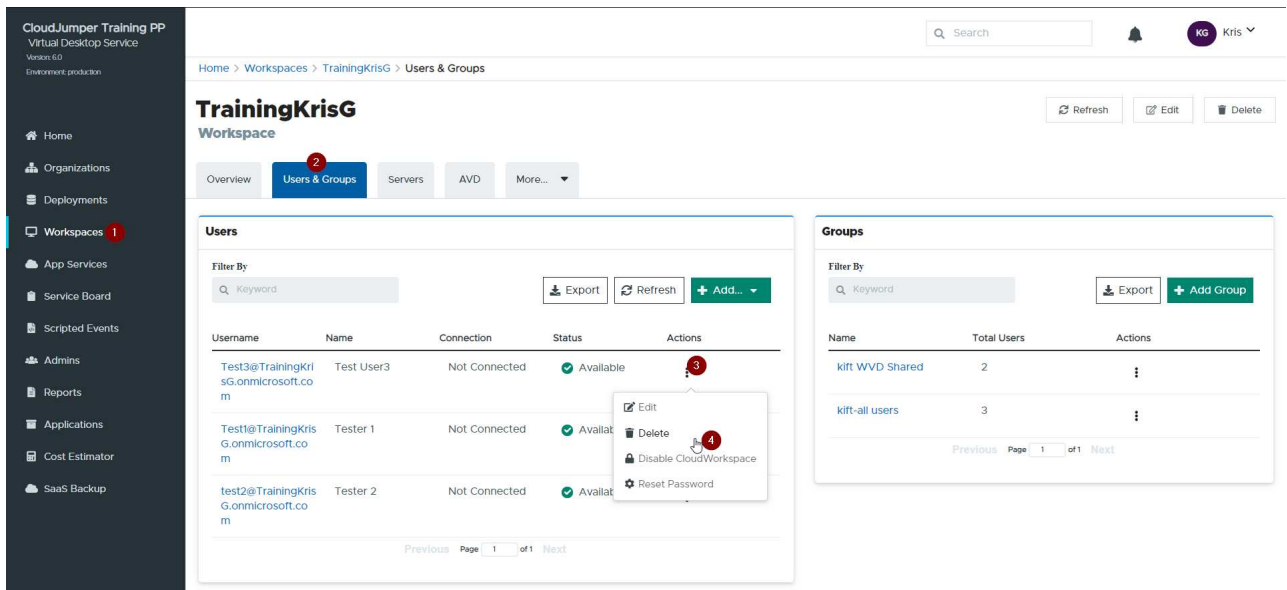 CloudJumper Training PP
Virtual Desktop Service
Version: 6.0
Environment: production
Search
KG
Kris
Home > Workspaces > TrainingKrisG > Users & Groups
TrainingKrisG
Workspace
Refresh
Edit
Delete
Home
Organizations
Deployments
Workspaces 1
App Services
Service Board
Scripted Events
Admins
Reports
Applications
Cost Estimator
SaaS Backup
2
Overview
Users & Groups
Servers
AVD
More...
Users
Filter By
Keyword
Export
Refresh
Add...
Username Name Connection Status Actions
Test3@TrainingKri
sG.onmicrosoft.co
m
Test User3
Not Connected
Available
3
Test1@TrainingKris
G.onmicrosoft.co
m
Tester 1
Not Connected
Availab
test2@TrainingKris
G.onmicrosoft.co
m
Tester 2
Not Connected
Availab
Edit
Delete
4
Disable CloudWorkspace
Reset Password
Previous Page 1 of 1 Next
Groups
Filter By
Keyword
Export
Add Group
Name Total Users Actions
kift WVD Shared 2
kift-all users 3
Previous Page 1 of 1 Next